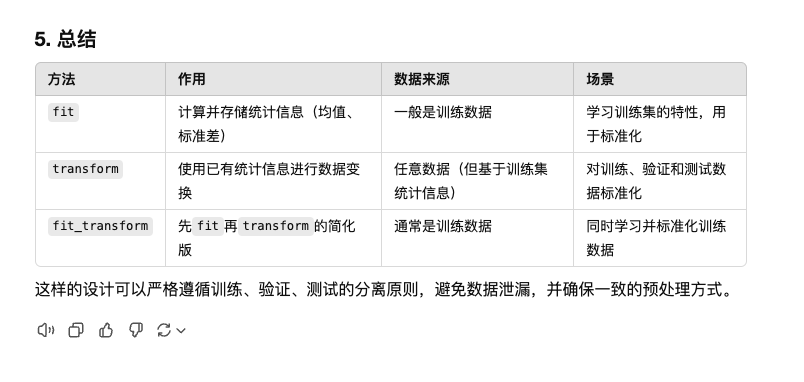 5. 总结
方法 作用 数据来源 场景
fit 计算并存储统计信息（均值、 一般是训练数据 学习训练集的特性，用
标准差） 于标准化
transform 使用已有统计信息进行数据变 任意数据（但基于训练集 对训练、验证和测试数
换 统计信息） 据标准化
fit_transform 先 fit 再 transform 的简化 通常是训练数据 同时学习并标准化训练
版 数据
这样的设计可以严格遵循训练、验证、测试的分离原则，避免数据泄漏，并确保一致的预处理方式。